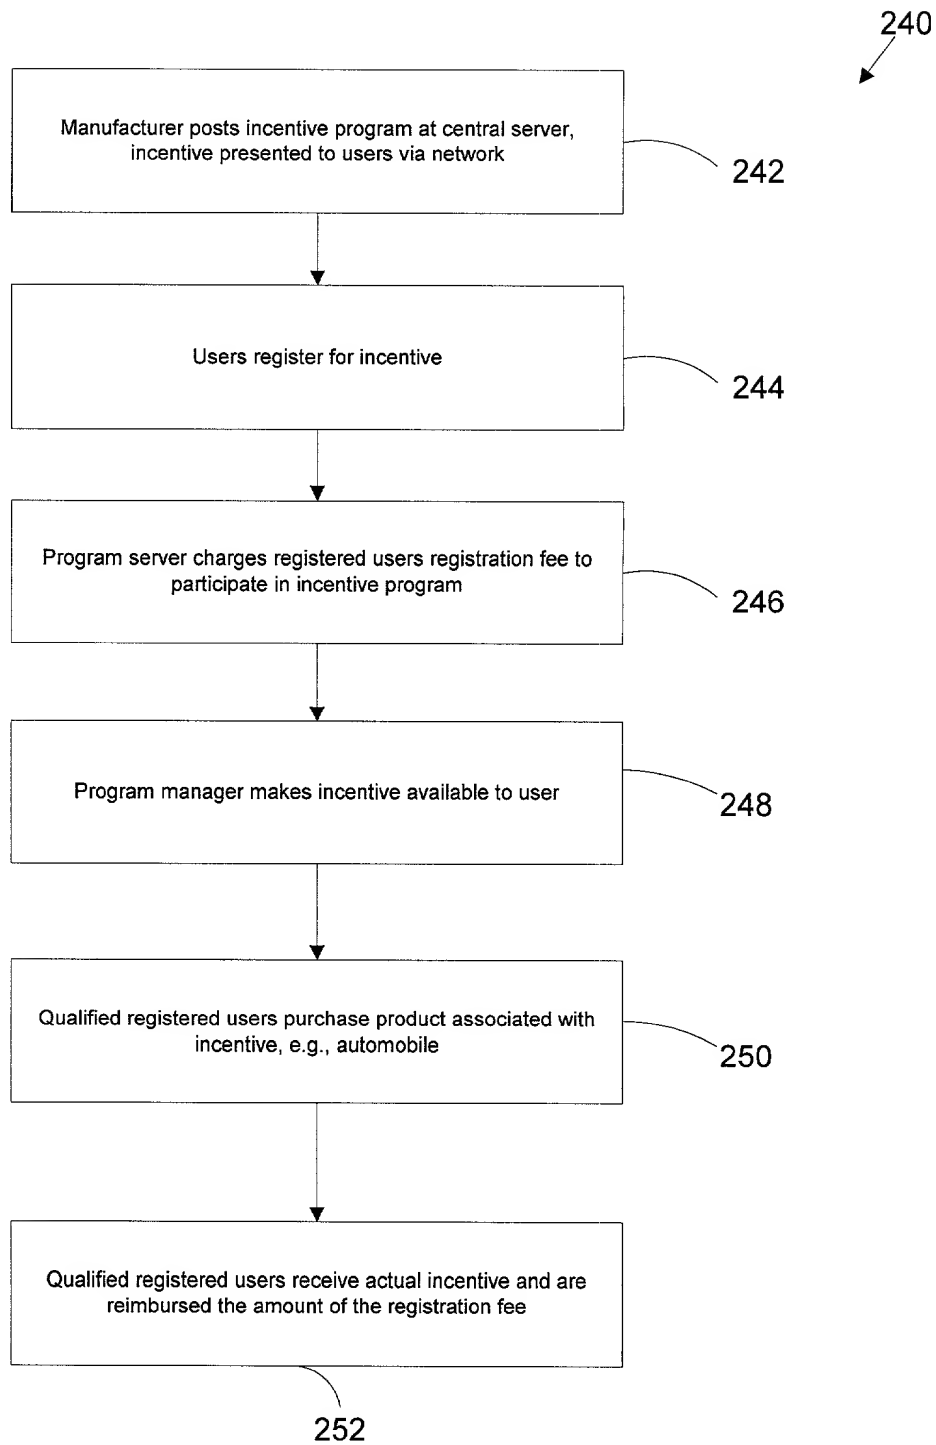 240
Manufacturer posts incentive program at central server,
incentive presented to users via network
242
Users register for incentive
244
Program server charges registered users registration fee to
participate in incentive program
246
Program manager makes incentive available to user
248
Qualified registered users purchase product associated with
incentive, e.g., automobile
250
Qualified registered users receive actual incentive and are
reimbursed the amount of the registration fee
252